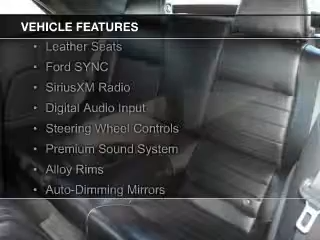 VEHICLE FEATURES
• Leather Seats
• Ford SYNC
• SiriusXM Radio
• Digital Audio Input
• Steering Wheel Controls
• Premium Sound System
• Alloy Rims
• Auto-Dimming Mirrors